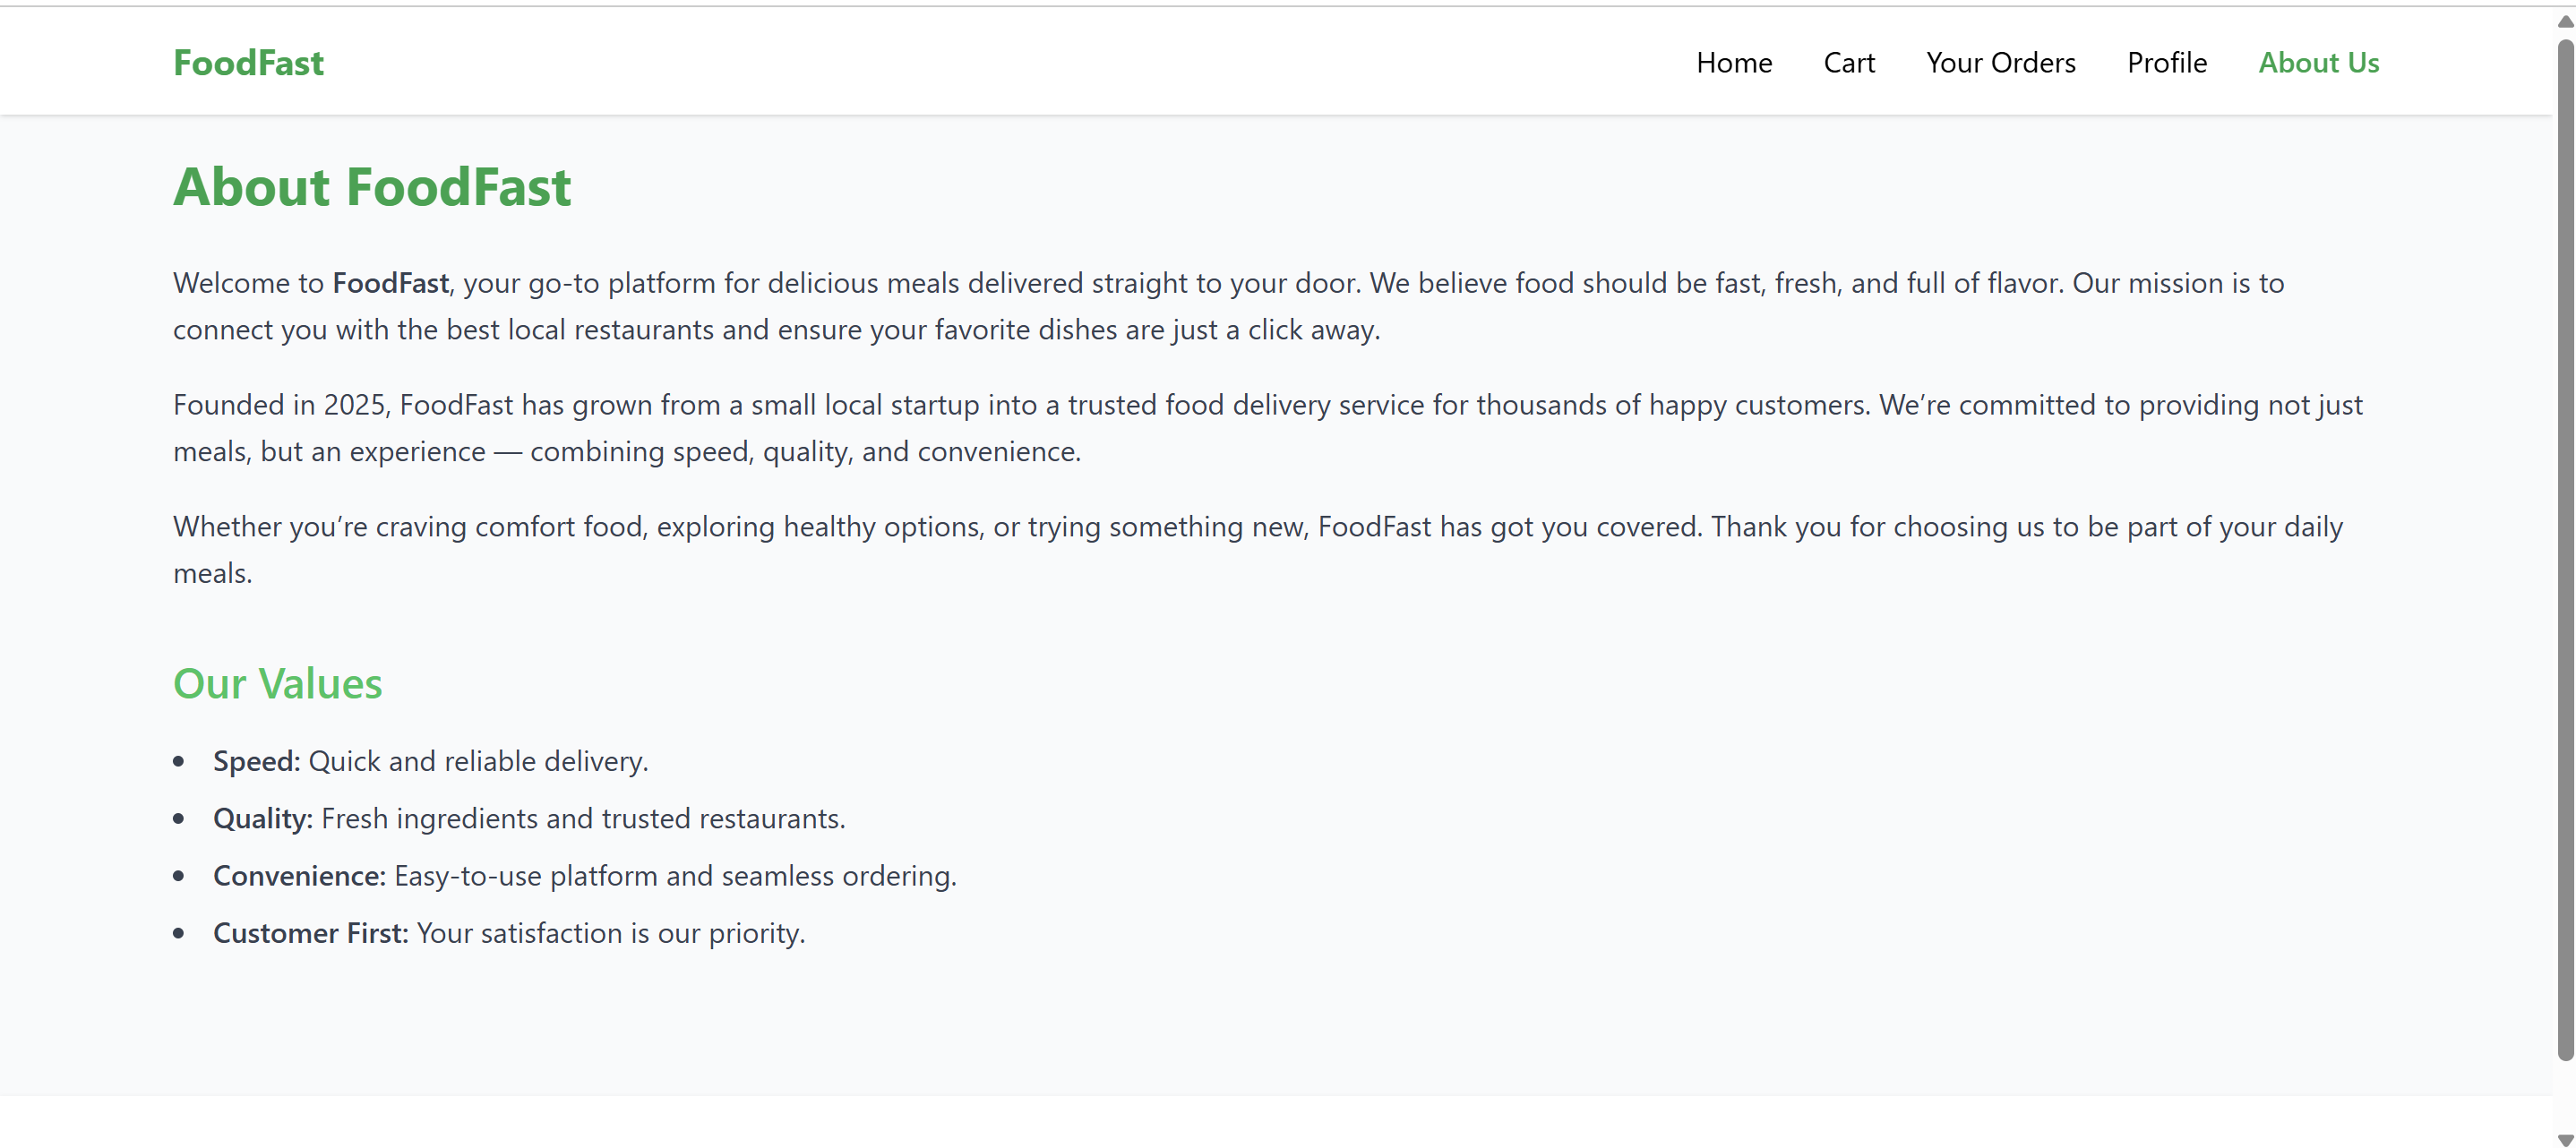 FoodFast
Home Cart Your Orders Profile About Us
About FoodFast
Welcome to FoodFast, your go-to platform for delicious meals delivered straight to your door. We believe food should be fast, fresh, and full of flavor. Our mission is to
connect you with the best local restaurants and ensure your favorite dishes are just a click away.
Founded in 2025, FoodFast has grown from a small local startup into a trusted food delivery service for thousands of happy customers. We’re committed to providing not just
meals, but an experience — combining speed, quality, and convenience.
Whether you’re craving comfort food, exploring healthy options, or trying something new, FoodFast has got you covered. Thank you for choosing us to be part of your daily
meals.
Our Values
• Speed: Quick and reliable delivery.
• Quality: Fresh ingredients and trusted restaurants.
• Convenience: Easy-to-use platform and seamless ordering.
• Customer First: Your satisfaction is our priority.